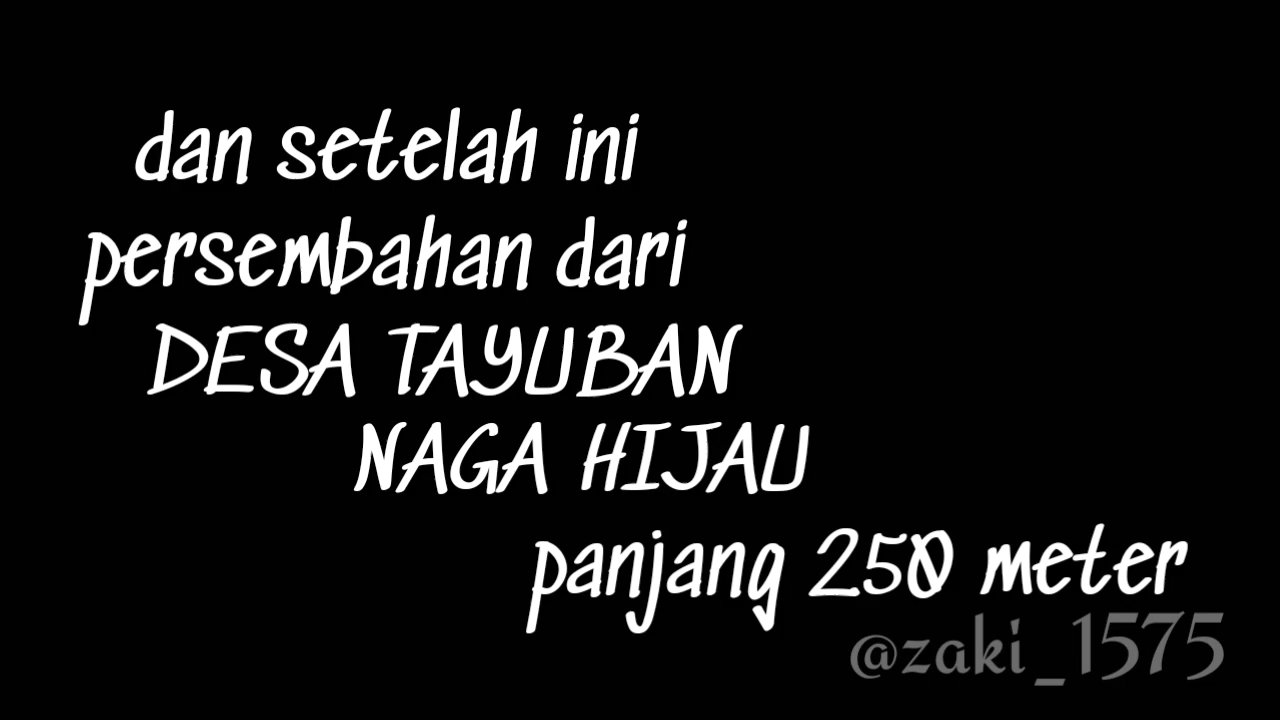 dan setelah ini
persembahan dari
DESA TAYUBAN
NAGA HIJAU
panjang 250 meter
@zaki_1575